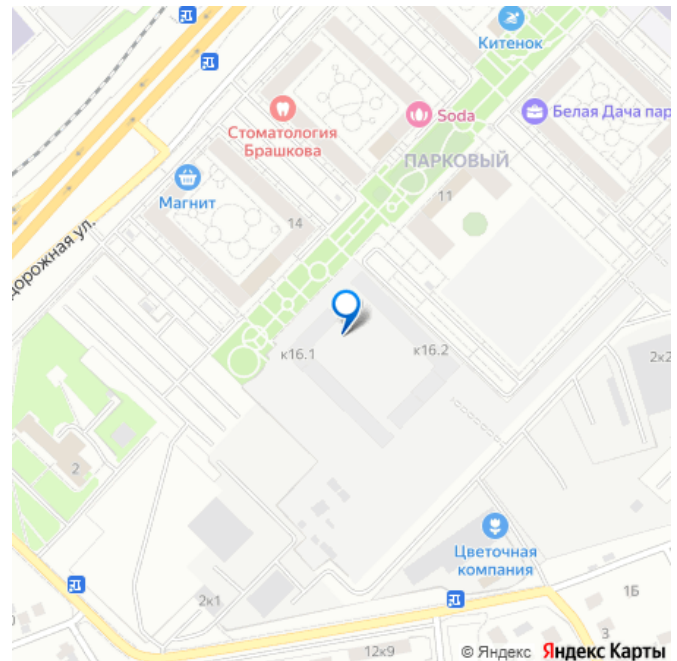 Китенок
Soda
Белая Дача пар
Стоматология
Брашкова
ПАРКОВЫЙ
Магнит
11
14
дорожная ул.
к16.1
к16.2
2к2
2
Цветочная
компания
2к1
1Б
3
12к9
© Яндекс Яндекс Карты